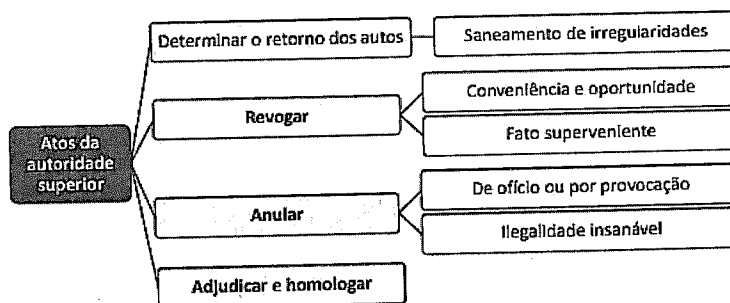 Atos da
autoridade
superior
Determinar o retorno dos autos
Saneamento de irregularidades
Revogar
Conveniência e oportunidade
Fato superveniente
Anular
De ofício ou por provocação
Ilegalidade insanável
Adjudicar e homologar